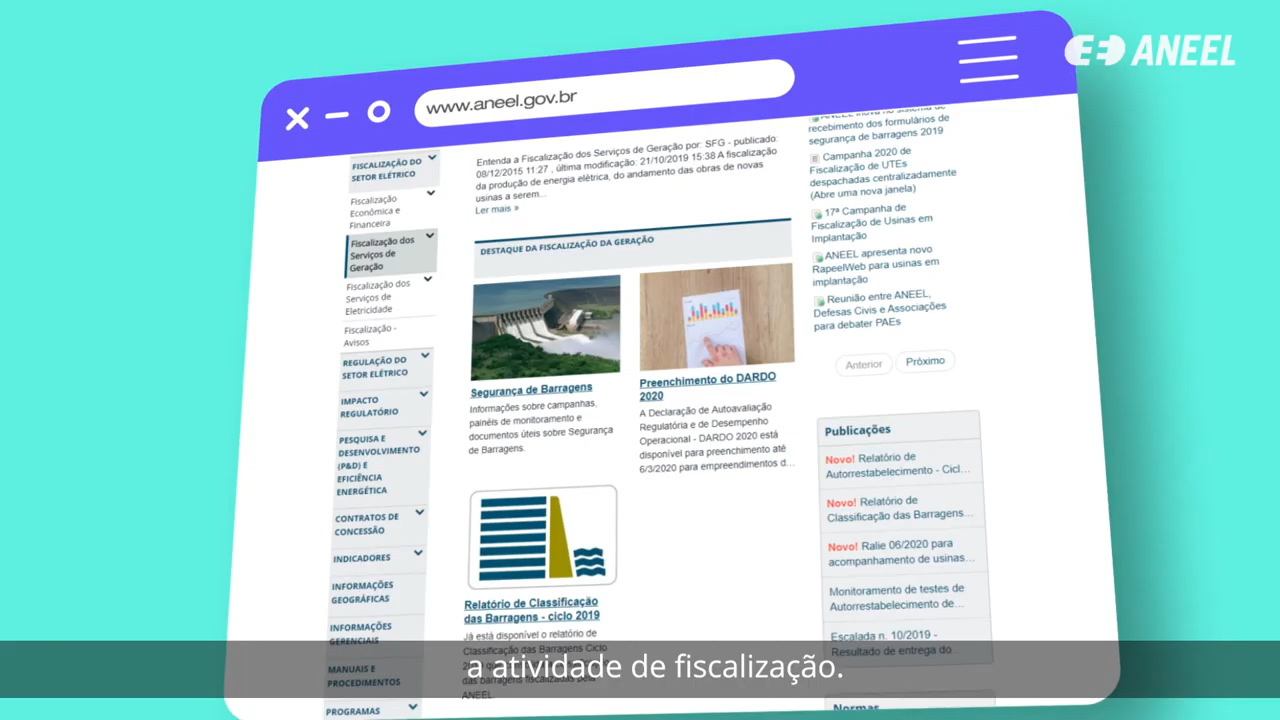 ANEEL
www.aneel.gov.br
FISCALIZAÇÃO DO
SETOR ELÉTRICO
Fiscalização
Econômica e
Financeira
Fiscalização dos
Serviços de
Geração
Fiscalização dos
Serviços de
Eletricidade
Fiscalização -
Avisos
REGULAÇÃO DO
SETOR ELÉTRICO
IMPACTO
REGULATÓRIO
PESQUISA E
DESENVOLVIMENTO
(P&D) E
EFICIÊNCIA
ENERGÉTICA
CONTRATOS DE
CONCESSÃO
INDICADORES
INFORMAÇÕES
GEOGRÁFICAS
INFORMAÇÕES
GERENCIAIS
MANUAIS E
PROCEDIMENTOS
PROGRAMAS
Entenda a Fiscalização dos Serviços de Geração por: SFG - publicado:
08/12/2015 11:27 , última modificação: 21/10/2019 15:38 A fiscalização
da produção de energia elétrica, do andamento das obras de novas
usinas a serem...
Ler mais »
DESTAQUE DA FISCALIZAÇÃO DA GERAÇÃO
Segurança de Barragens
Informações sobre campanhas,
painéis de monitoramento e
documentos úteis sobre Segurança
de Barragens.
Preenchimento do DARDO
2020
A Declaração de Autoavaliação
Regulatória e de Desempenho
Operacional - DARDO 2020 está
disponível para preenchimento até
6/3/2020 para empreendimentos d...
Relatório de Classificação
das Barragens - ciclo 2019
Já está disponível o relatório de
Classificação das Barragens Ciclo
das barragens fiscalizadas pela
ANEEL.
ANEEL inova no sistema de
recebimento dos formulários de
segurança de barragens 2019
Campanha 2020 de
Fiscalização de UTEs
despachadas centralizadamente
(Abre uma nova janela)
17ª Campanha de
Fiscalização de Usinas em
Implantação
ANEEL apresenta novo
RapeelWeb para usinas em
implantação
Reunião entre ANEEL,
Defesas Civis e Associações
para debater PAEs
Anterior Próximo
Publicações
Novo! Relatório de
Autorrestabelecimento - Cicl...
Novo! Relatório de
Classificação das Barragens...
Novo! Ralie 06/2020 para
acompanhamento de usinas...
Monitoramento de testes de
Autorrestabelecimento de...
Escalada n. 10/2019 -
Resultado de entrega do...
Normas
a atividade de fiscalização.